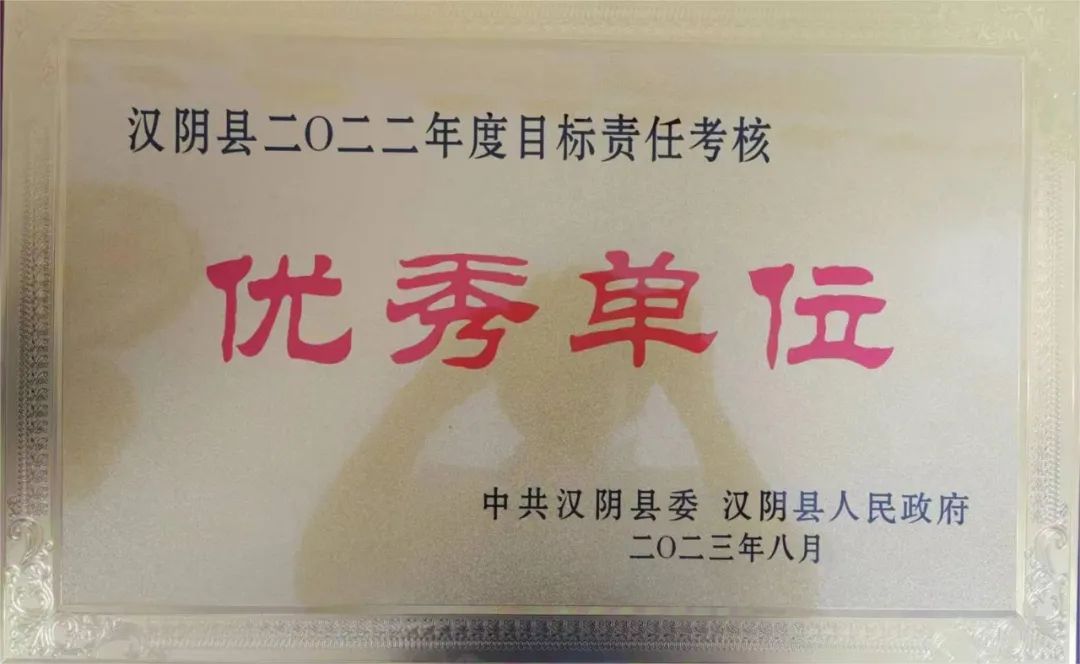 汉阴县二〇二二年度目标责任考核
优秀单位
中共汉阴县委 汉阴县人民政府
二〇二三年八月